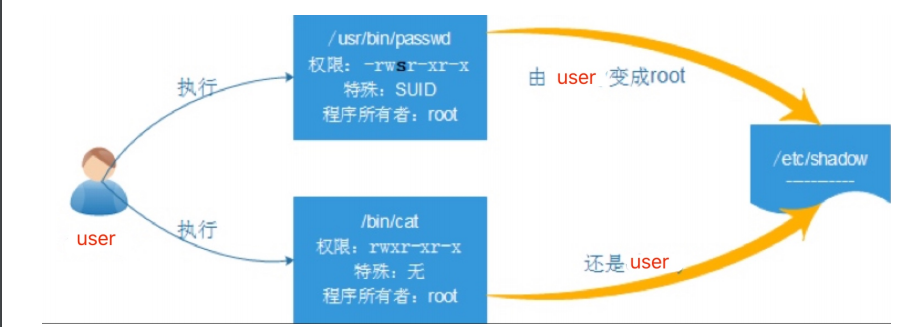 /usr/bin/passwd
权限：-rwsr-xr-x
特殊：SUID
程序所有者：root
执行
由 user 变成root
/etc/shadow
----------
user
执行
/bin/cat
权限：rwxr-xr-x
特殊：无
程序所有者：root
还是 user